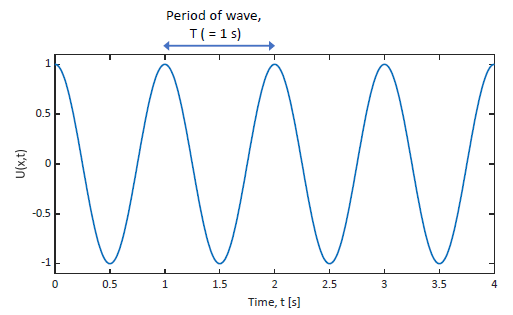 Period of wave,
T ( = 1 s)
1
0.5
0
-0.5
-1
U(x,t)
0 0.5 1 1.5 2 2.5 3 3.5 4
Time, t [s]